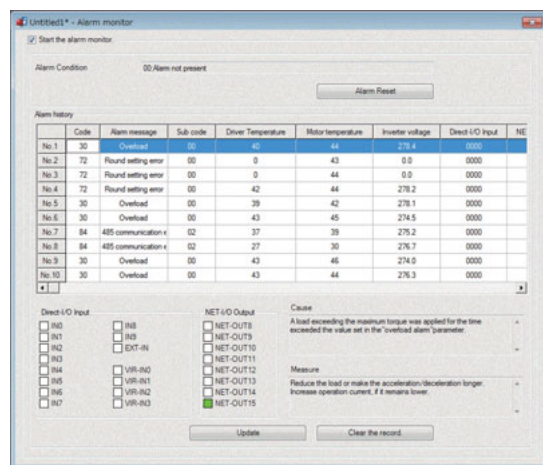 Untitled1* - Alarm monitor
Start the alarm monitor.
Alarm Condition 00:Alarm not present
Alarm Reset
Alarm history
Code Alarm message Sub code Driver Temperature Motor temperature Inverter voltage Direct-I/O Input NE
No.1 30 Overload 00 40 44 278.4 0000
No.2 72 Round setting error 00 0 43 0.0 0000
No.3 72 Round setting error 00 0 44 0.0 0000
No.4 72 Round setting error 00 42 44 278.2 0000
No.5 30 Overload 00 39 42 278.1 0000
No.6 30 Overload 00 43 45 274.5 0000
No.7 84 485 communication e 02 37 39 275.2 0000
No.8 84 485 communication e 02 27 30 276.7 0000
No.9 30 Overload 00 43 46 274.0 0000
No.10 30 Overload 00 43 44 276.3 0000
Direct-I/O Input NET-I/O Output Cause
IN0 IN8 NET-OUT8 A load exceeding the maximum torque was applied for the time
IN1 IN9 NET-OUT9 exceeded the value set in the "overload alarm" parameter.
IN2 EXT-IN NET-OUT10
IN3 NET-OUT11
IN4 VIR-IN0 NET-OUT12 Measure
IN5 VIR-IN1 NET-OUT13 Reduce the load or make the acceleration/deceleration longer.
IN6 VIR-IN2 NET-OUT14 Increase operation current, if it remains lower.
IN7 VIR-IN3 NET-OUT15
Update Clear the record.